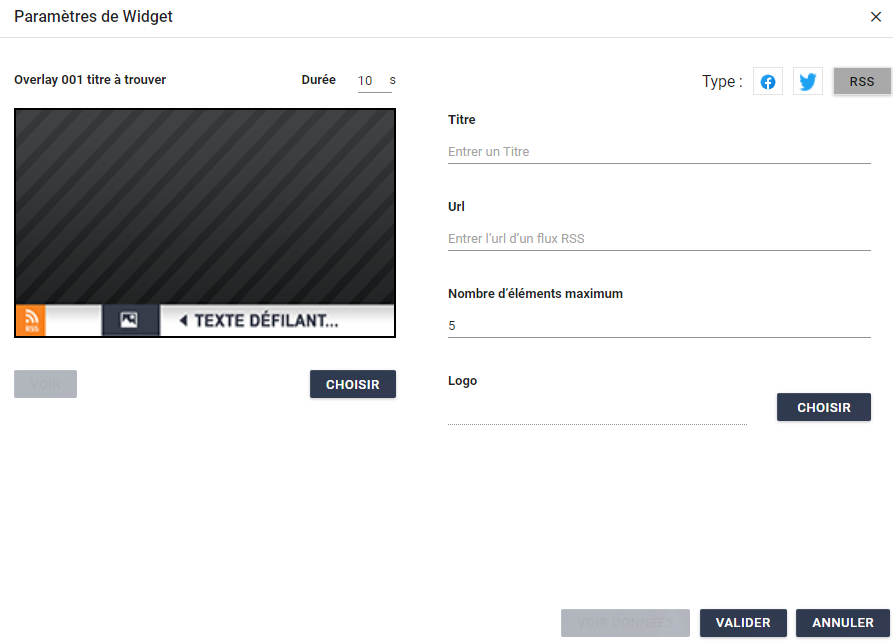 Paramètres de Widget
Overlay 001 titre à trouver
Durée 10 s
Type : RSS
Titre
Entrer un Titre
Url
Entrer l'url d'un flux RSS
Nombre d'éléments maximum
5
Logo
RSS
TEXTE DÉFILANT...
VOIR
CHOISIR
CHOISIR
VOIR DONNÉES
VALIDER
ANNULER